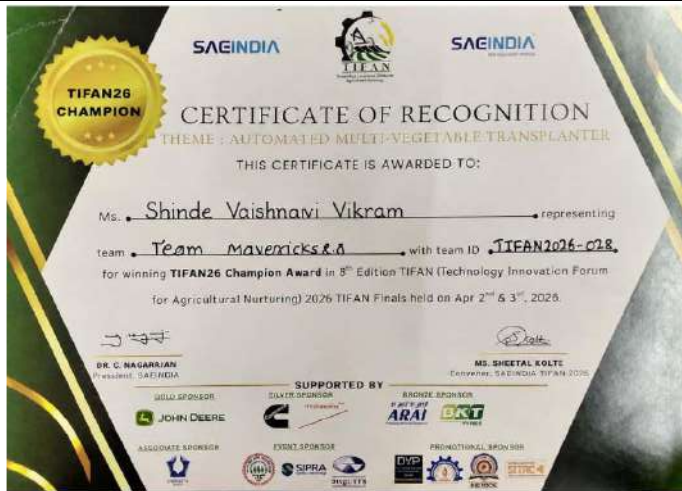 SAEINDIA
TIFAN
SAEINDIA
TIFAN26
CHAMPION
CERTIFICATE OF RECOGNITION
THEME : AUTOMATED MULTI-VEGETABLE TRANSPLANTER
THIS CERTIFICATE IS AWARDED TO:
Ms. Shinde Vaishnavi Vikram representing
team Team Mavericks 8.0 with team ID TIFAN2026-028.
for winning TIFAN26 Champion Award in 8th Edition TIFAN (Technology Innovation Forum
for Agricultural Nurturing) 2026 TIFAN Finals held on Apr 2nd & 3rd, 2026.
DR. G. NAGARRJAN
President, SAEINDIA
MS. SHEETAL KOLTE
Convener, SAEINDIA TIFAN 2026
SUPPORTED BY
GOLD SPONSOR
SILVER SPONSOR
BRONZE SPONSOR
JOHN DEERE
ARAI
BKT
ASSOCIATE SPONSOR
EVENT SPONSOR
PROMOTIONAL SPONSOR
SIPRA
DYP